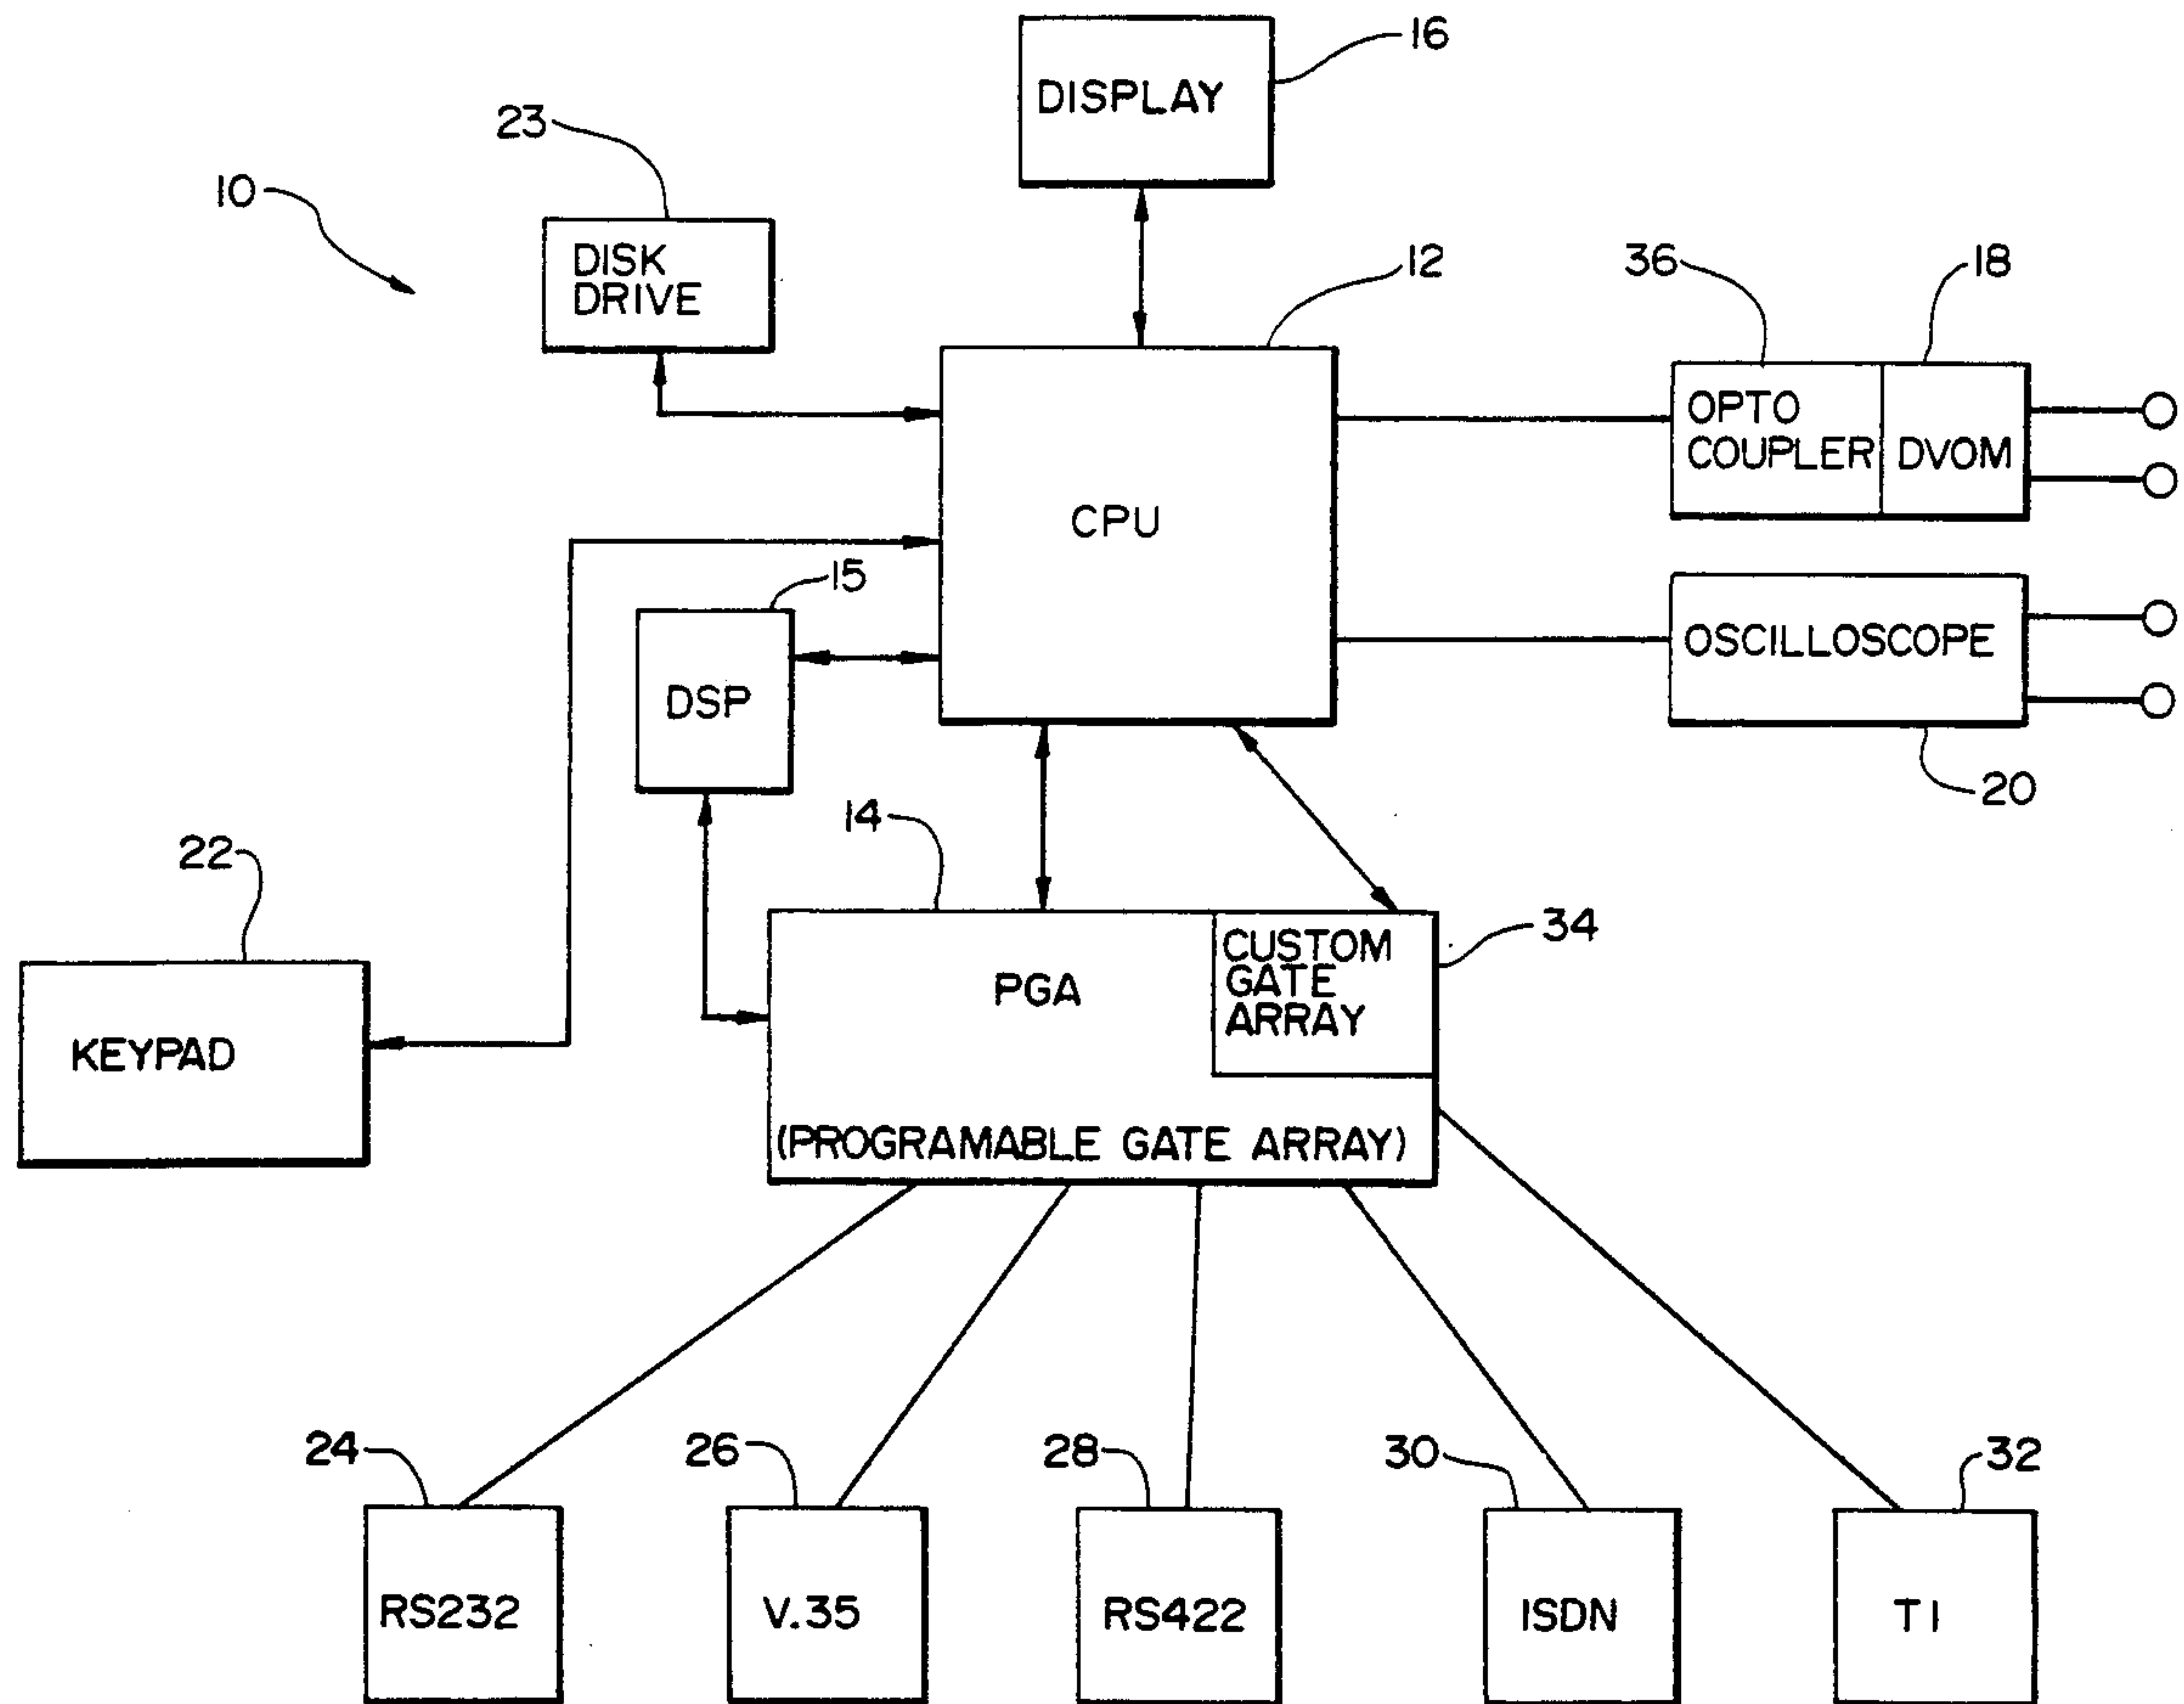 16
DISPLAY
23
10
DISK
DRIVE
12
36
18
OPTO
COUPLER
DVOM
CPU
15
DSP
OSCILLOSCOPE
20
14
22
34
CUSTOM
GATE
ARRAY
PGA
KEYPAD
(PROGRAMABLE GATE ARRAY)
24
26
28
30
32
RS232
V.35
RS422
ISDN
T1